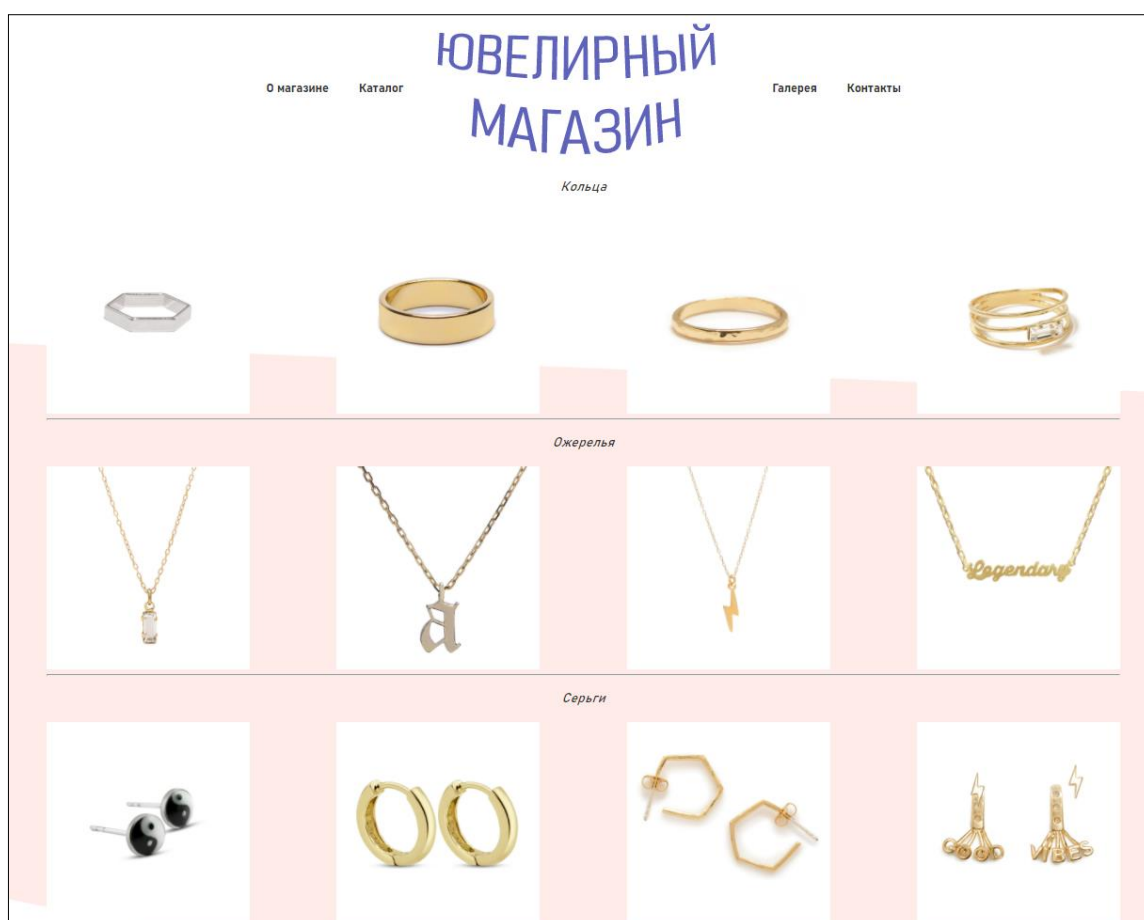 О магазине
Каталог
ЮВЕЛИРНЫЙ
МАГАЗИН
Галерея
Контакты
Кольца
Ожерелья
a
Legendary
Серьги
GOOD
VIBES